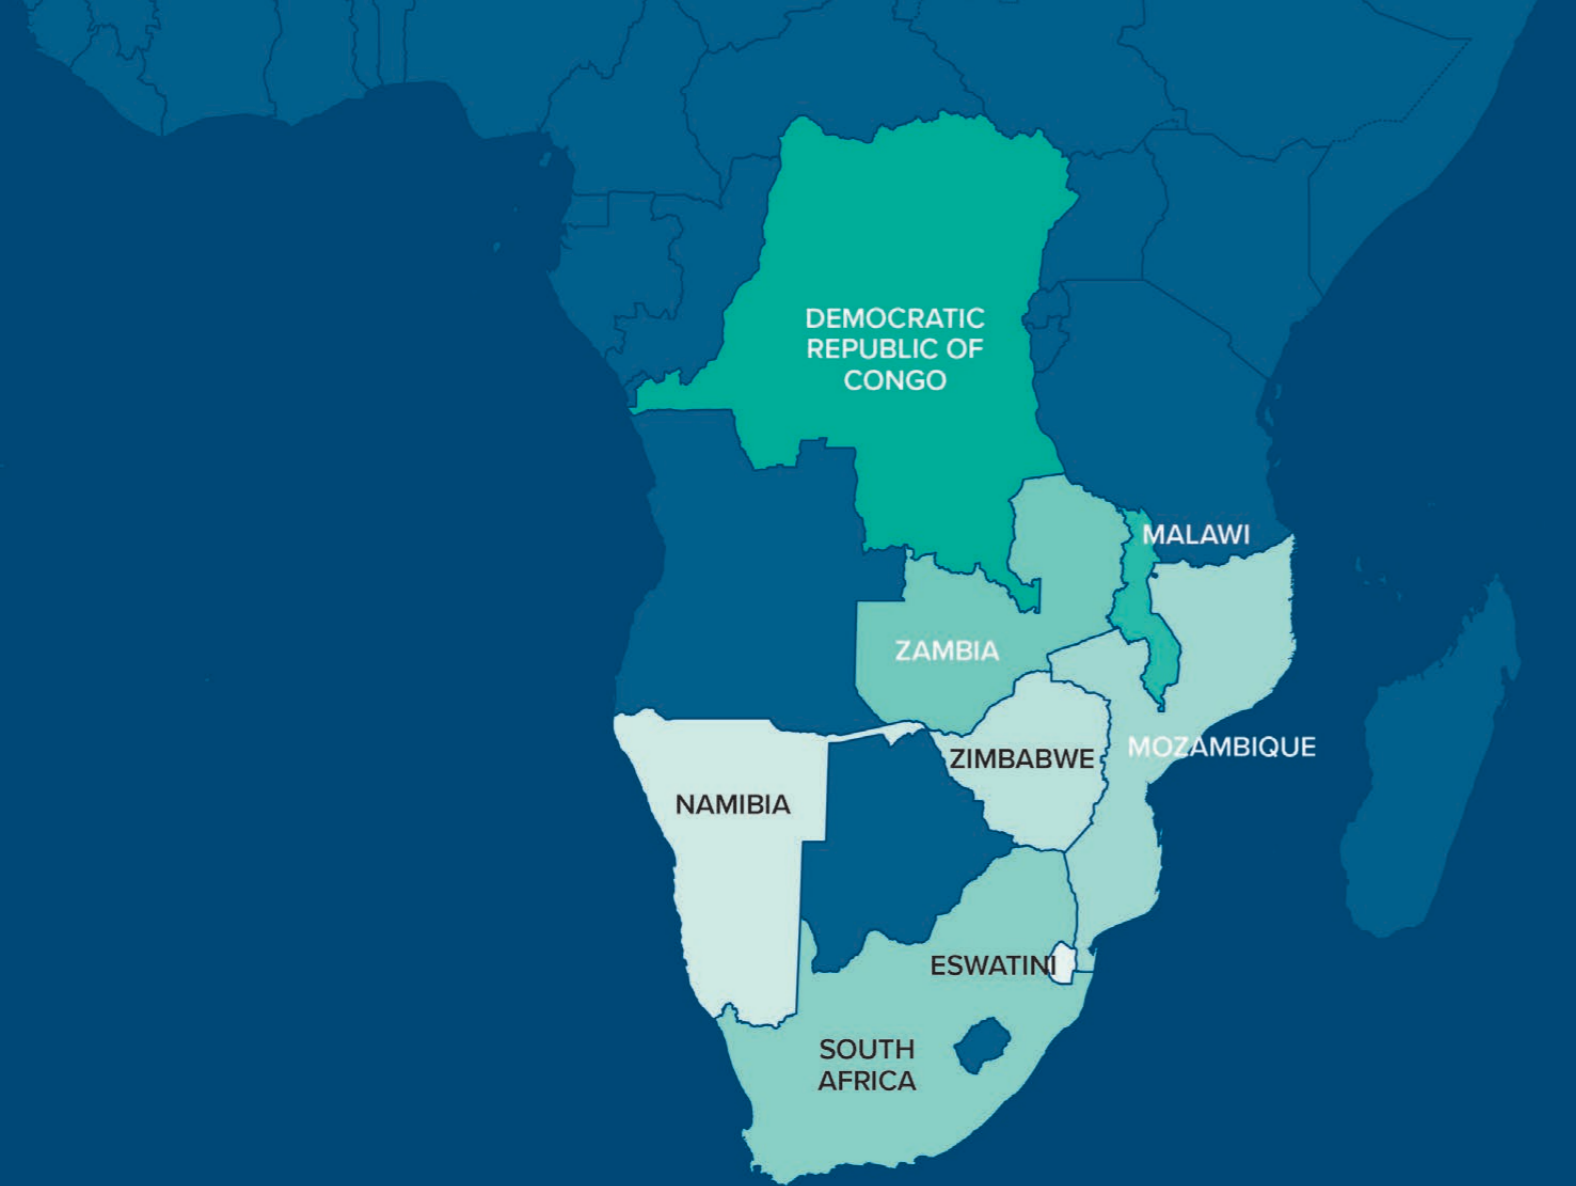 DEMOCRATIC
REPUBLIC OF
CONGO
MALAWI
ZAMBIA
MOZAMBIQUE
ZIMBABWE
NAMIBIA
ESWATINI
SOUTH
AFRICA